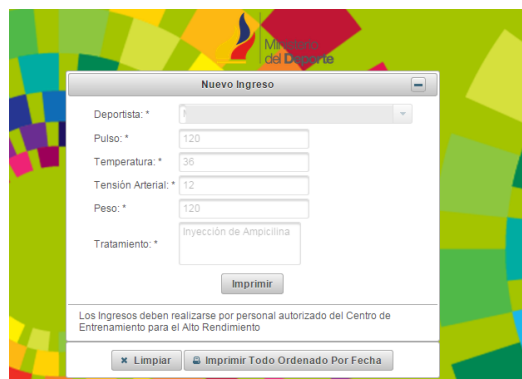 Ministerio
del Deporte
Nuevo Ingreso
Deportista: *
Pulso: * 120
Temperatura: * 36
Tensión Arterial: * 12
Peso: * 120
Tratamiento: * Inyección de Ampicilina
Imprimir
Los Ingresos deben realizarse por personal autorizado del Centro de
Entrenamiento para el Alto Rendimiento
Limpiar Imprimir Todo Ordenado Por Fecha